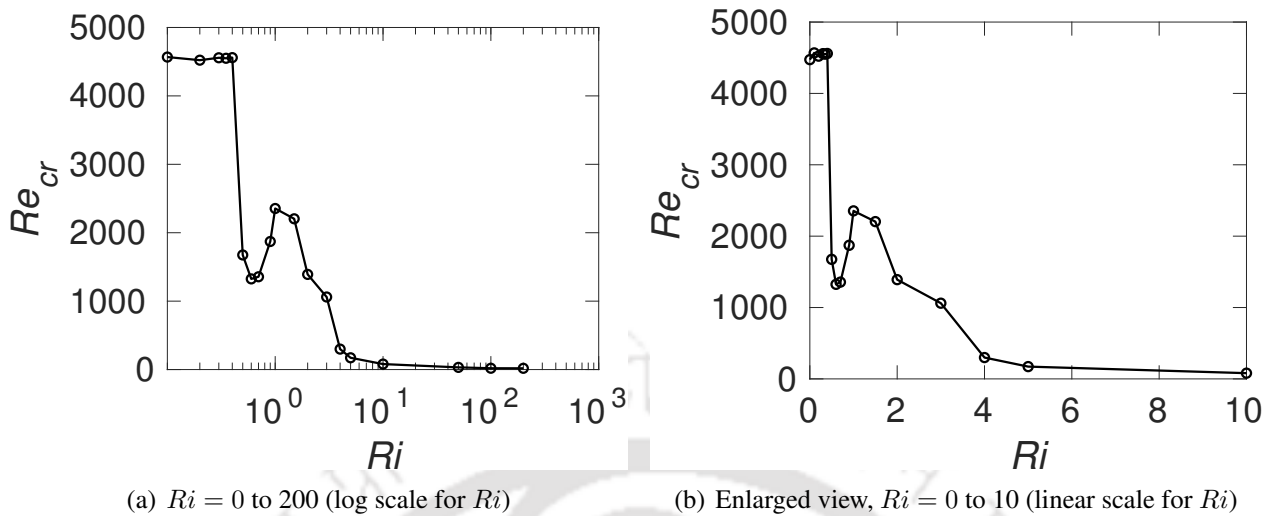 5000
4000
3000
2000
1000
0
Re_cr
10^0
10^1
10^2
10^3
Ri
(a) Ri = 0 to 200 (log scale for Ri)
5000
4000
3000
2000
1000
0
Re_cr
0 2 4 6 8 10
Ri
(b) Enlarged view, Ri = 0 to 10 (linear scale for Ri)